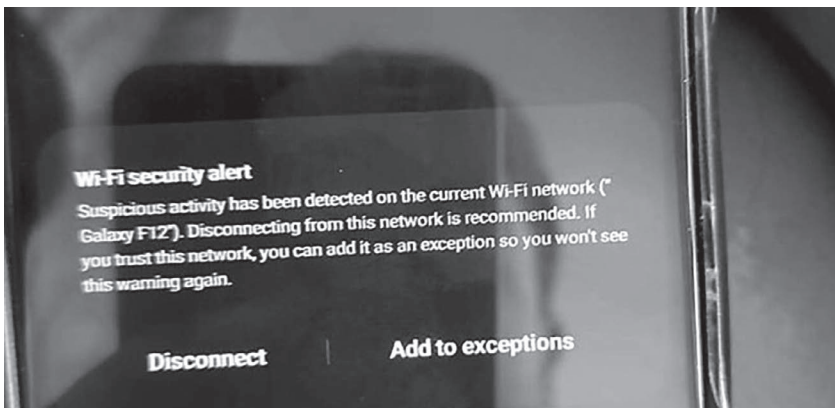 Wi-Fi security alert
Suspicious activity has been detected on the current Wi-Fi network ("
Galaxy F12"). Disconnecting from this network is recommended. If
you trust this network, you can add it as an exception so you won't see
this warning again.
Disconnect | Add to exceptions